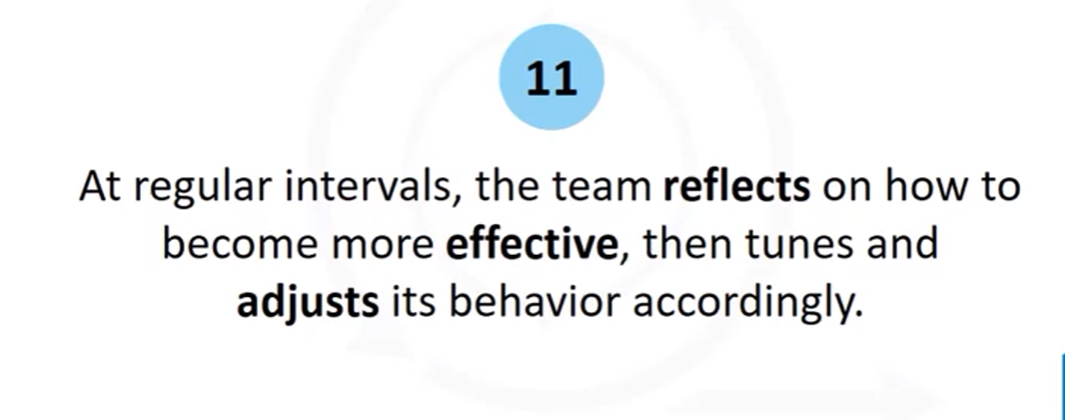 11
At regular intervals, the team reflects on how to
become more effective, then tunes and
adjusts its behavior accordingly.